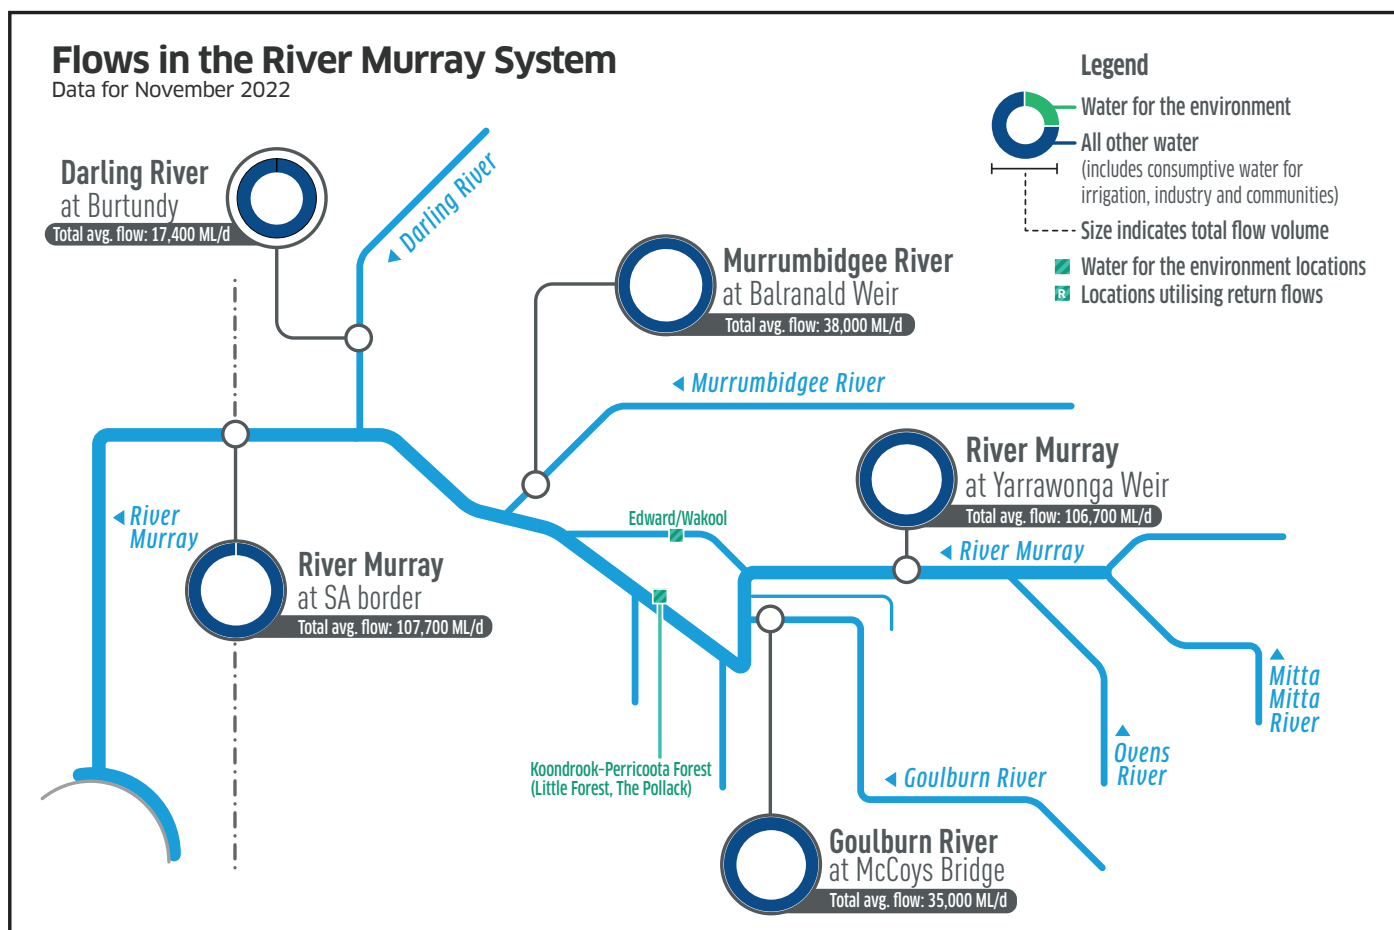 Flows in the River Murray System
Data for November 2022
Legend
Water for the environment
All other water
(includes consumptive water for
irrigation, industry and communities)
Size indicates total flow volume
Water for the environment locations
R
Locations utilising return flows
Darling River
at Burtundy
Total avg. flow: 17,400 ML/d
Darling River
Murrumbidgee River
at Balranald Weir
Total avg. flow: 38,000 ML/d
Murrumbidgee River
River Murray
at Yarrawonga Weir
Total avg. flow: 106,700 ML/d
River Murray
Edward/Wakool
River
Murray
River Murray
at SA border
Total avg. flow: 107,700 ML/d
Mitta
Mitta
River
Ovens
River
Koondrook-Perricoota Forest
(Little Forest, The Pollack)
Goulburn River
Goulburn River
at McCoys Bridge
Total avg. flow: 35,000 ML/d